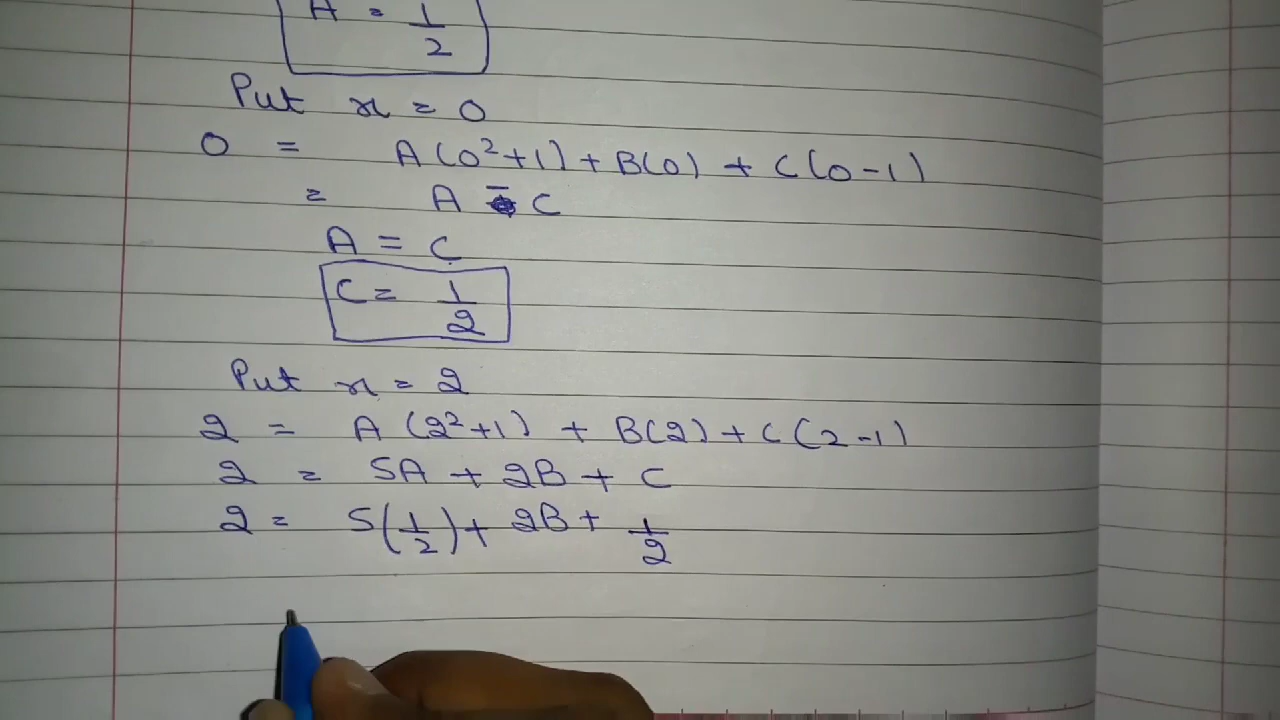 A = 1/2
Put x = 0
0 = A(0²+1) + B(0) + C(0-1)
= A - C
A = C
C = 1/2
Put x = 2
2 = A(2²+1) + B(2) + C(2-1)
2 = 5A + 2B + C
2 = 5(1/2) + 2B + 1/2